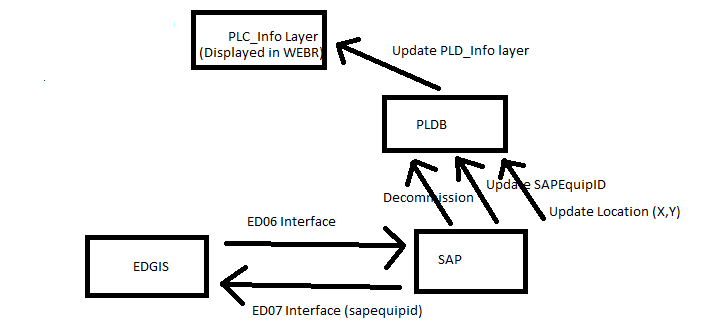 PLC_Info Layer
(Displayed in WEBR)
Update PLD_Info layer
PLDB
Decommission
Update SAPEquipID
Update Location (X,Y)
ED06 Interface
EDGIS
SAP
ED07 Interface (sapequipid)